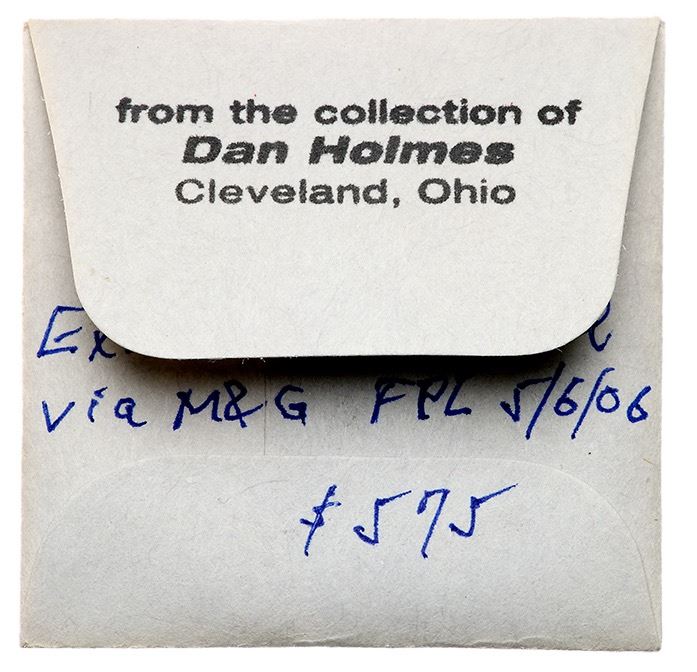 from the collection of
Dan Holmes
Cleveland, Ohio
via M&G FPL 5/6/06
$575